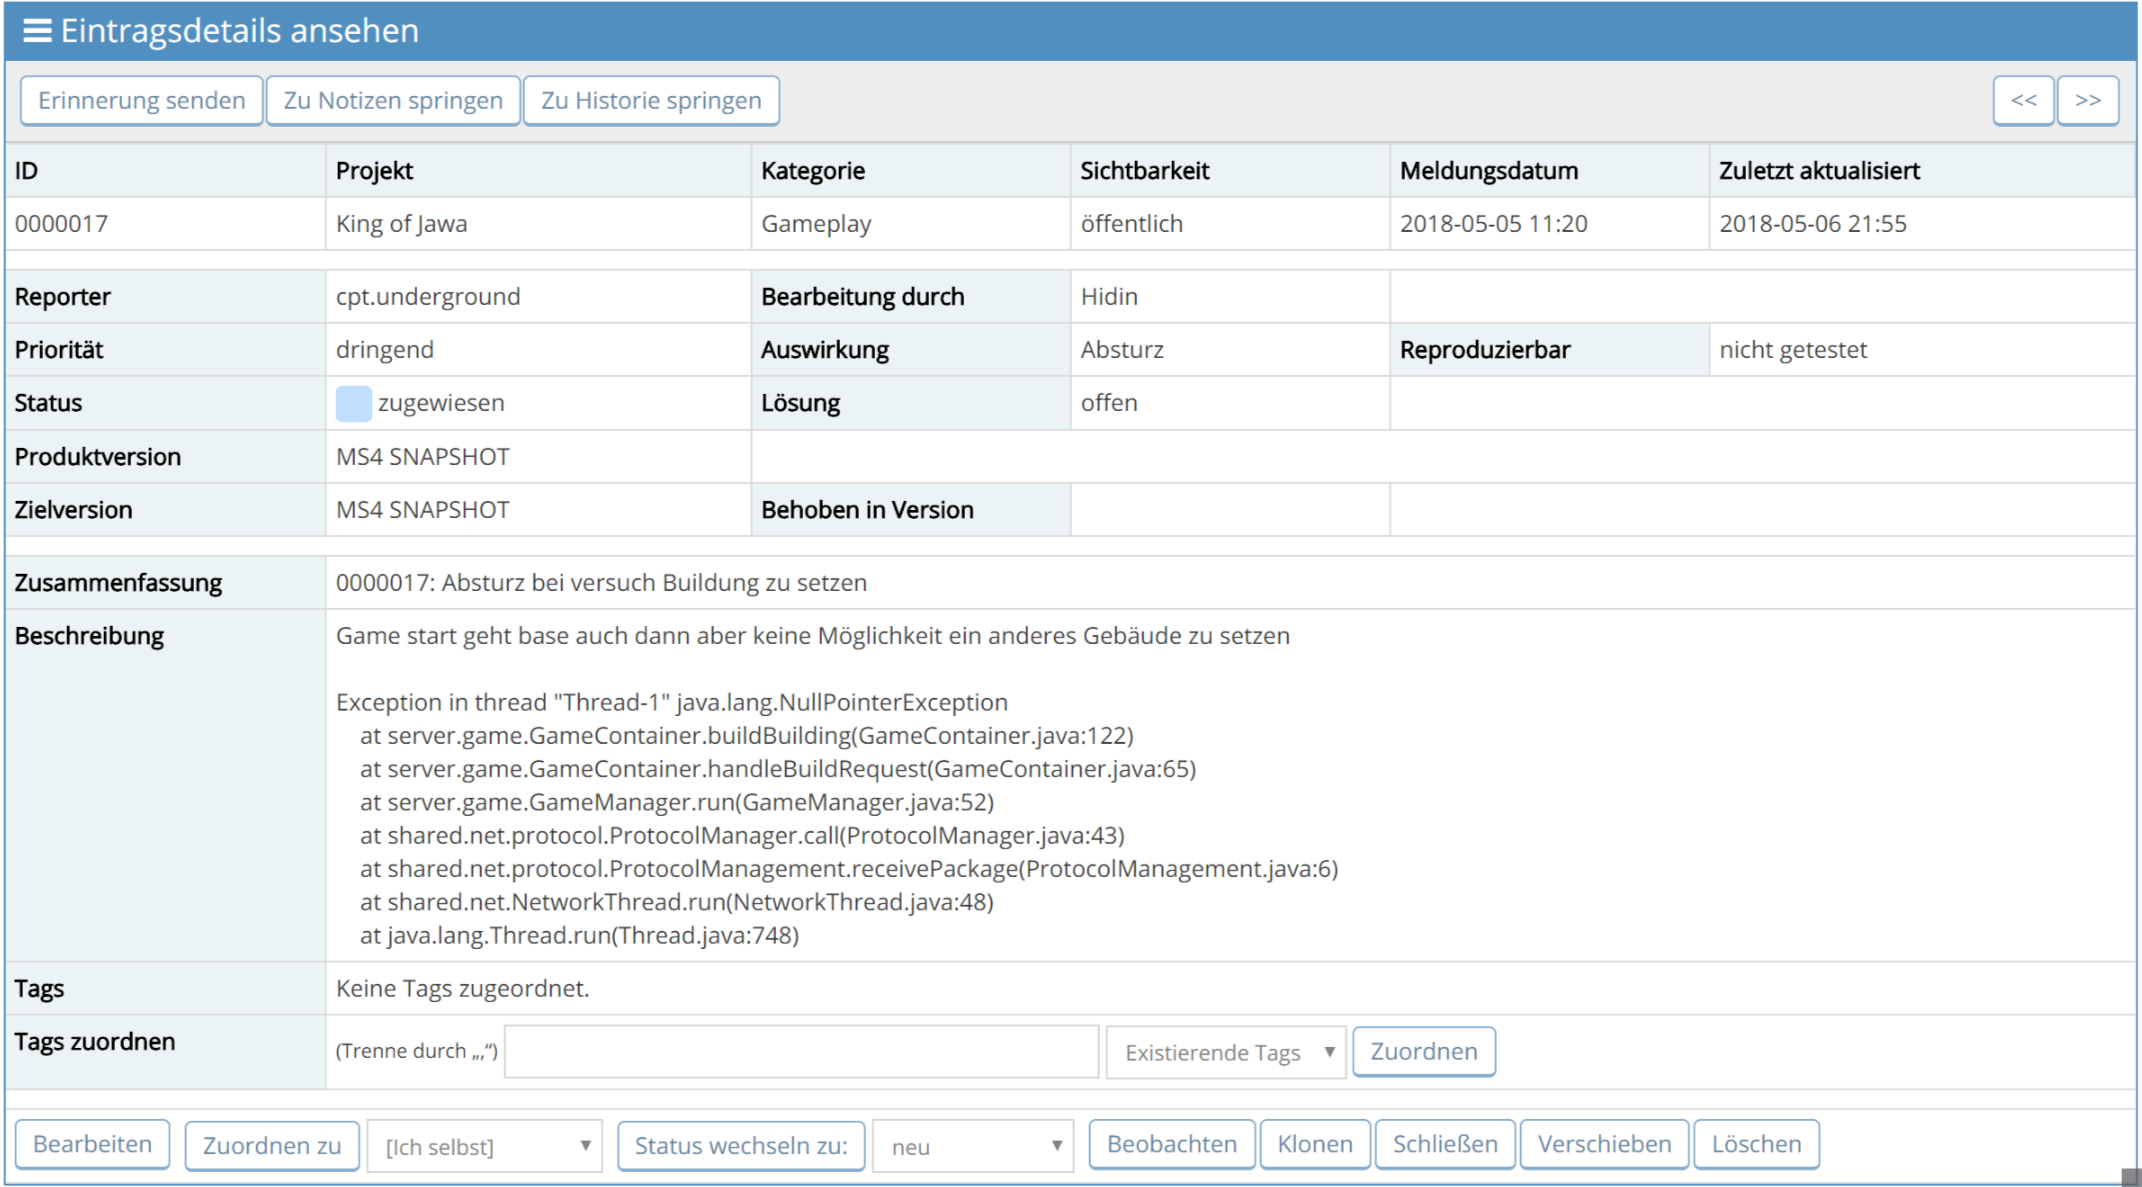 Eintragsdetails ansehen
Erinnerung senden Zu Notizen springen Zu Historie springen << >>
ID Projekt Kategorie Sichtbarkeit Meldungsdatum Zuletzt aktualisiert
0000017 King of Jawa Gameplay öffentlich 2018-05-05 11:20 2018-05-06 21:55
Reporter cpt.underground Bearbeitung durch Hidin
Priorität dringend Auswirkung Absturz Reproduzierbar nicht getestet
Status zugewiesen Lösung offen
Produktversion MS4 SNAPSHOT
Zielversion MS4 SNAPSHOT Behoben in Version
Zusammenfassung 0000017: Absturz bei versuch Buildung zu setzen
Beschreibung Game start geht base auch dann aber keine Möglichkeit ein anderes Gebäude zu setzen
Exception in thread "Thread-1" java.lang.NullPointerException
at server.game.GameContainer.buildBuilding(GameContainer.java:122)
at server.game.GameContainer.handleBuildRequest(GameContainer.java:65)
at server.game.GameManager.run(GameManager.java:52)
at shared.net.protocol.ProtocolManager.call(ProtocolManager.java:43)
at shared.net.protocol.ProtocolManagement.receivePackage(ProtocolManagement.java:6)
at shared.net.NetworkThread.run(NetworkThread.java:48)
at java.lang.Thread.run(Thread.java:748)
Tags Keine Tags zugeordnet.
Tags zuordnen (Trenne durch „,“) Existierende Tags Zuordnen
Bearbeiten Zuordnen zu [Ich selbst] Status wechseln zu: neu Beobachten Klonen Schließen Verschieben Löschen